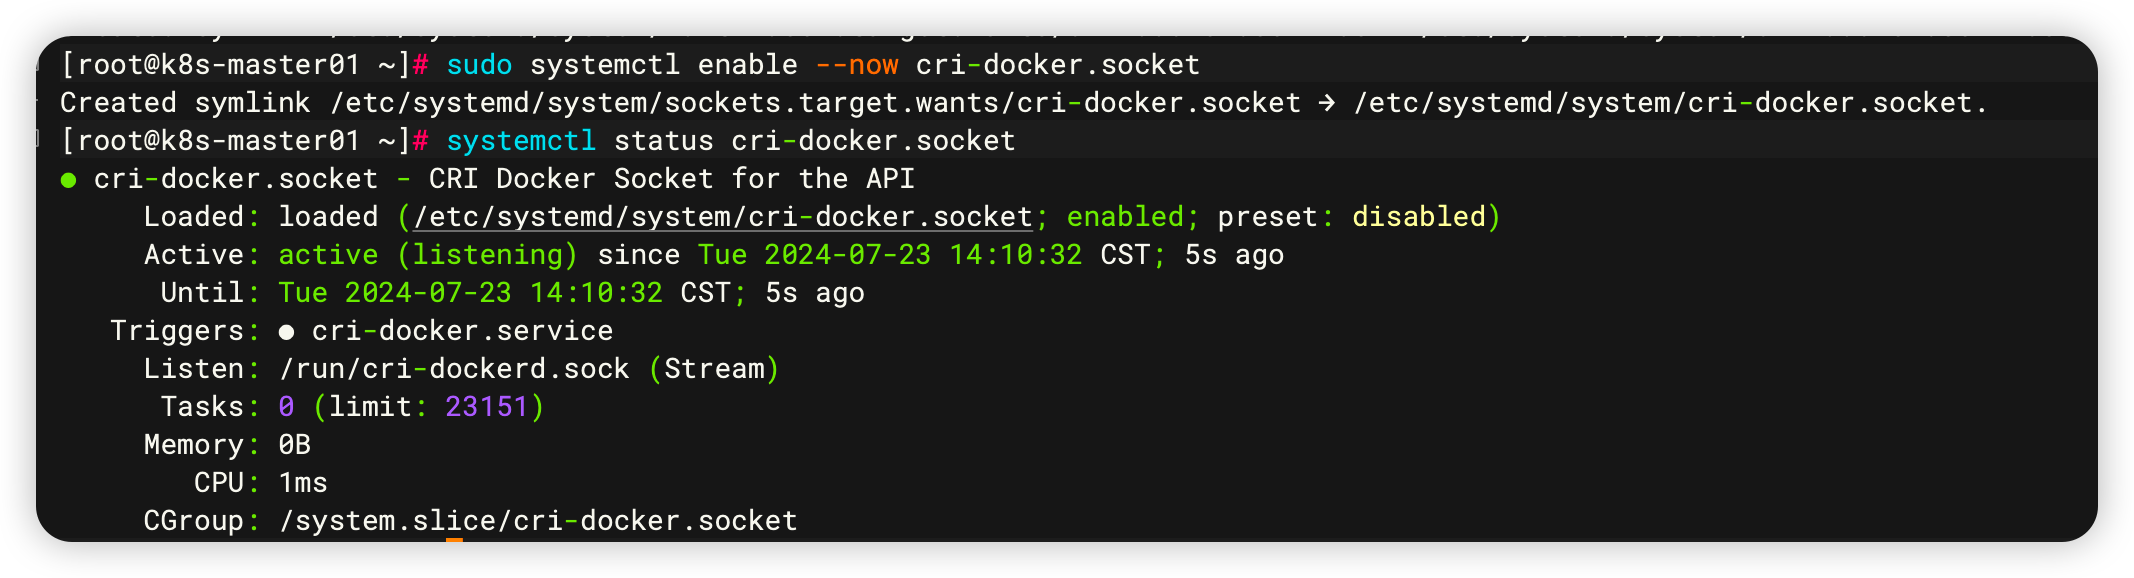 [root@k8s-master01 ~]# sudo systemctl enable --now cri-docker.socket
Created symlink /etc/systemd/system/sockets.target.wants/cri-docker.socket → /etc/systemd/system/cri-docker.socket.
[root@k8s-master01 ~]# systemctl status cri-docker.socket
● cri-docker.socket - CRI Docker Socket for the API
Loaded: loaded (/etc/systemd/system/cri-docker.socket; enabled; preset: disabled)
Active: active (listening) since Tue 2024-07-23 14:10:32 CST; 5s ago
Until: Tue 2024-07-23 14:10:32 CST; 5s ago
Triggers: ● cri-docker.service
Listen: /run/cri-dockerd.sock (Stream)
Tasks: 0 (limit: 23151)
Memory: 0B
CPU: 1ms
CGroup: /system.slice/cri-docker.socket